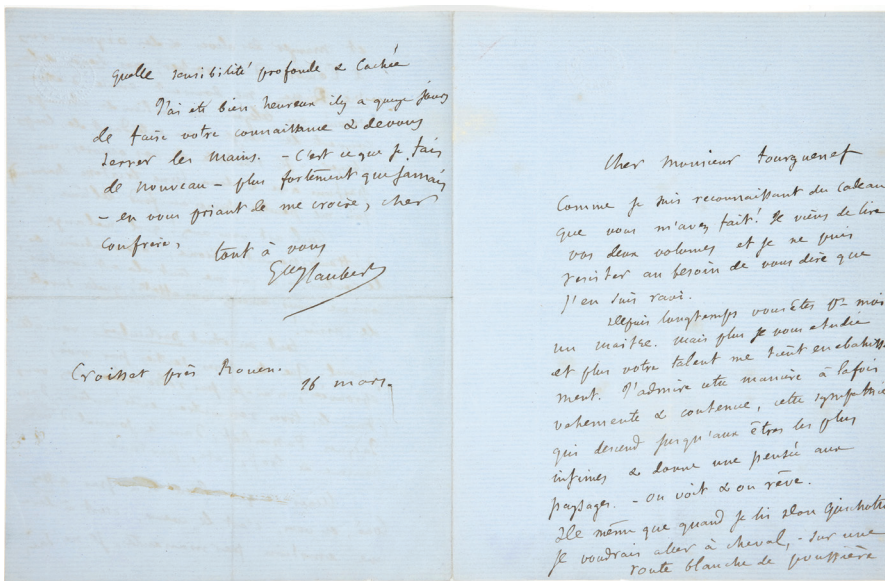 quelle sensibilité profonde & cachée
J'ai été bien heureux il y a quinze jours
de faire votre connaissance & de vous
serrer les mains. – C'est ce que je fais
de nouveau – plus fortement que jamais
– en vous priant de me croire, cher
confrère,
tout à vous
Gve Flaubert
Croisset près Rouen.
16 mars.
Cher Monsieur Tourguenef
Comme je suis reconnaissant du cadeau
que vous m'avez fait! Je viens de lire
vos deux volumes et je ne puis
résister au besoin de vous dire que
j'en suis ravi.
Depuis longtemps vous êtes pr moi
un maître. mais plus je vous étudie
et plus votre talent me tient en ébahisse
ment. J'admire cette manière à la fois
véhémente & contenue, cette sympathie
qui descend jusqu'aux êtres les plus
infimes & donne une pensée aux
paysages. – on voit & on rêve.
De même que quand je lis Don Quichotte
je voudrais aller à cheval, – sur une
route blanche de poussière